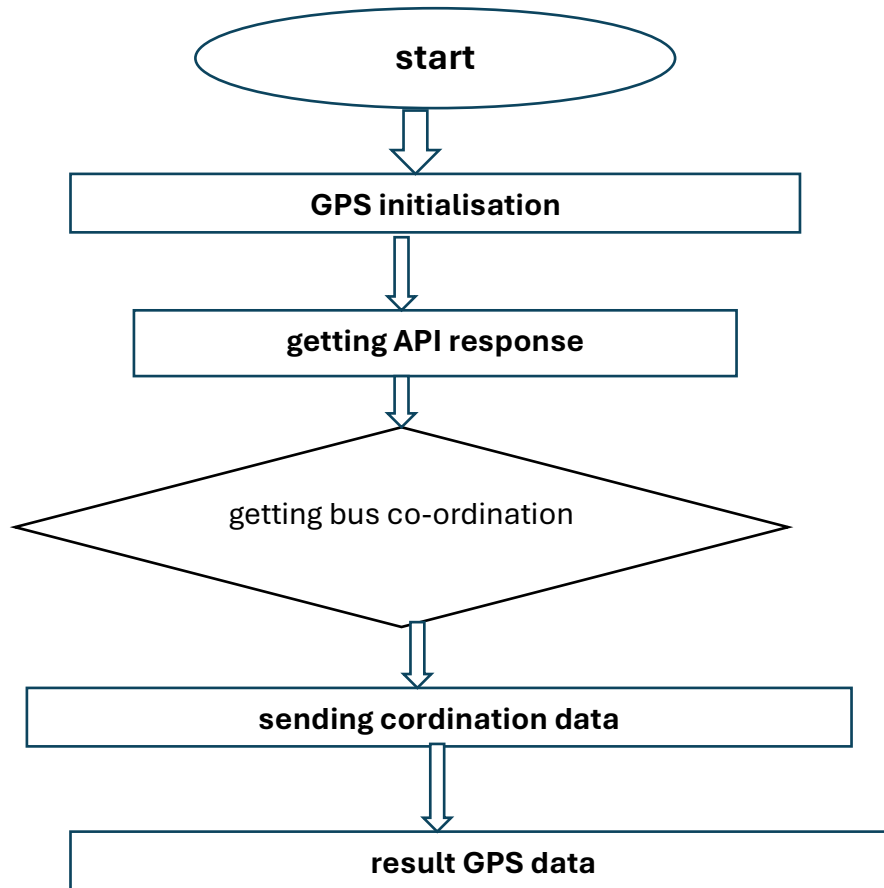 start
GPS initialisation
getting API response
getting bus co-ordination
sending cordination data
result GPS data